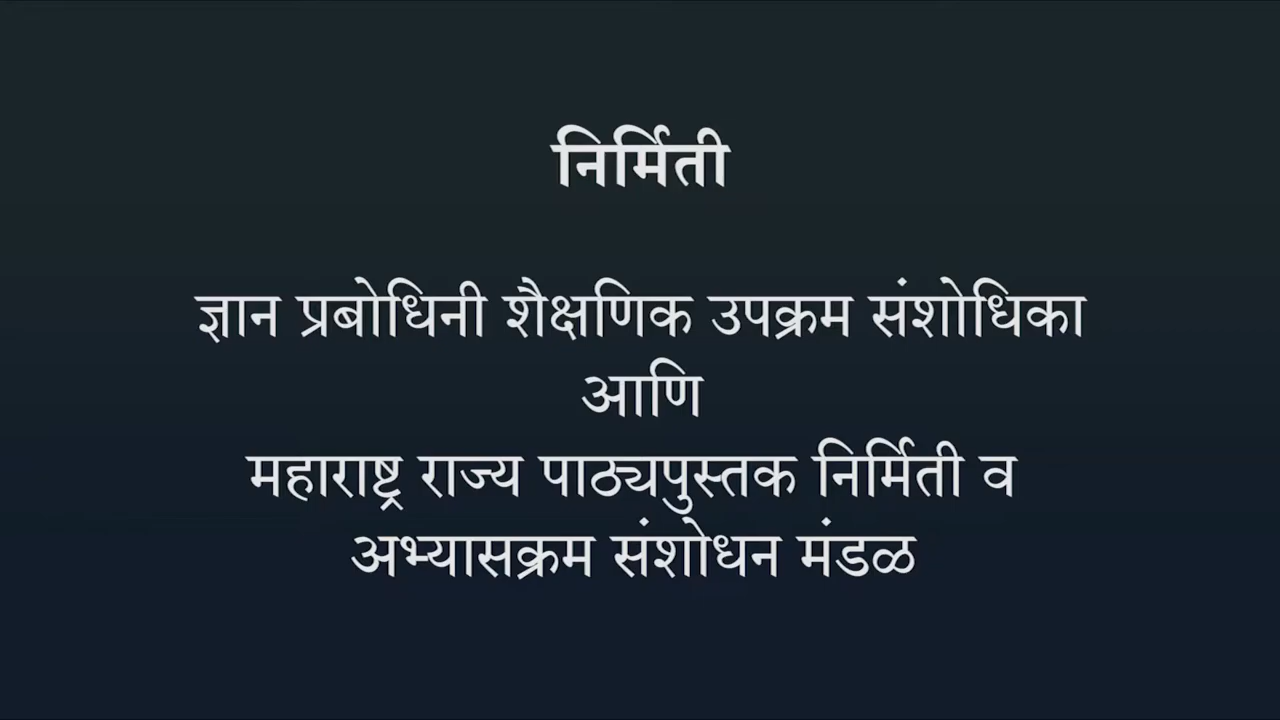 निर्मिती
ज्ञान प्रबोधिनी शैक्षणिक उपक्रम संशोधिका
आणि
महाराष्ट्र राज्य पाठ्यपुस्तक निर्मिती व
अभ्यासक्रम संशोधन मंडळ